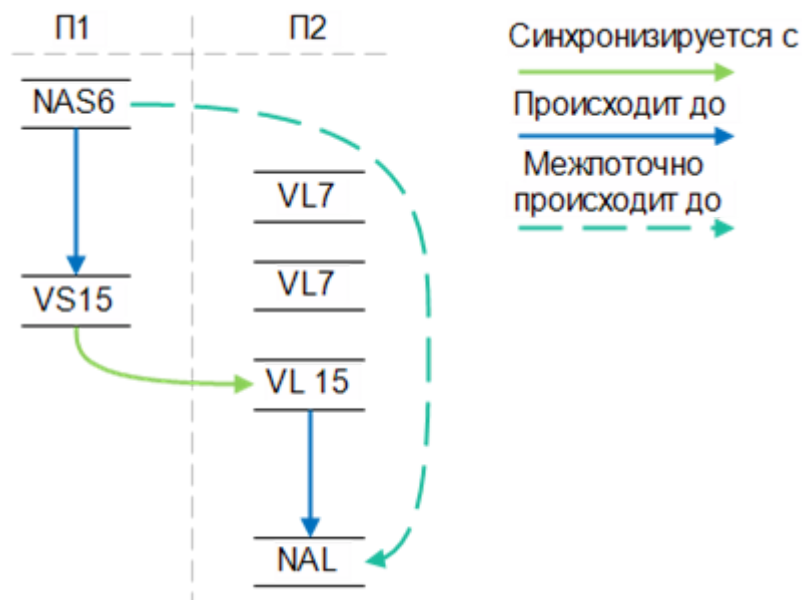 П1
П2
NAS6
VL7
VL7
VS15
VL 15
NAL
Синхронизируется с
Происходит до
Межпоточно
происходит до